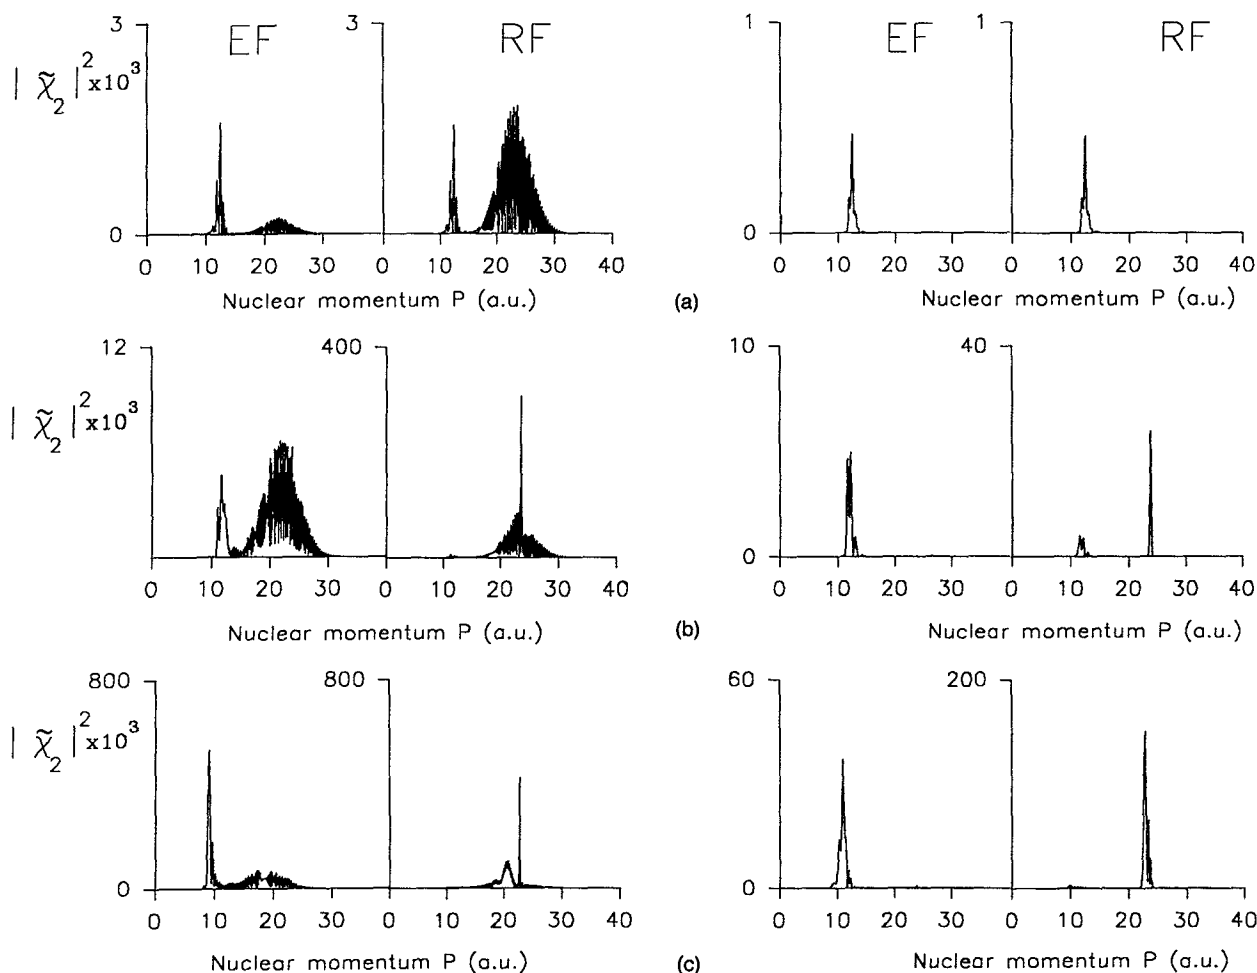 3 EF 3 RF 1 EF 1 RF
| χ̃₂ |² x10³
0 0 0
0 10 20 30 0 10 20 30 40 0 10 20 30 0 10 20 30 40
Nuclear momentum P (a.u.) (a) Nuclear momentum P (a.u.)
12 400 10 40
| χ̃₂ |² x10³
0 0 0
0 10 20 30 0 10 20 30 40 0 10 20 30 0 10 20 30 40
Nuclear momentum P (a.u.) (b) Nuclear momentum P (a.u.)
800 800 60 200
| χ̃₂ |² x10³
0 0 0
0 10 20 30 0 10 20 30 40 0 10 20 30 0 10 20 30 40
Nuclear momentum P (a.u.) (c) Nuclear momentum P (a.u.)